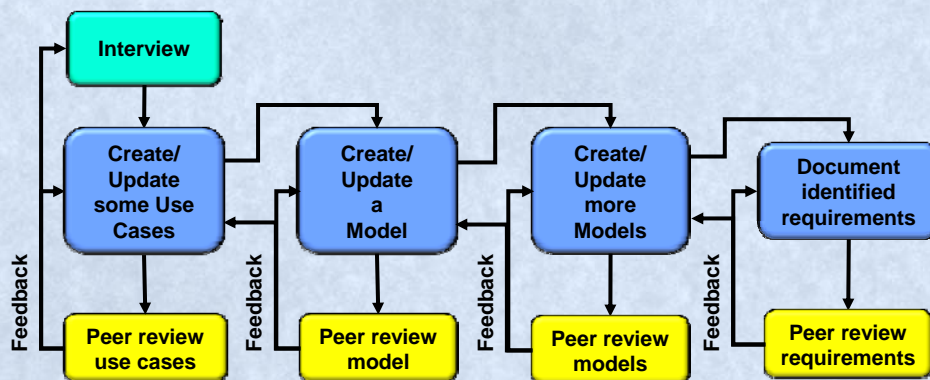 Interview
Create/
Update
some Use
Cases
Create/
Update
a
Model
Create/
Update
more
Models
Document
identified
requirements
Feedback
Peer review
use cases
Feedback
Peer review
model
Feedback
Peer review
models
Feedback
Peer review
requirements